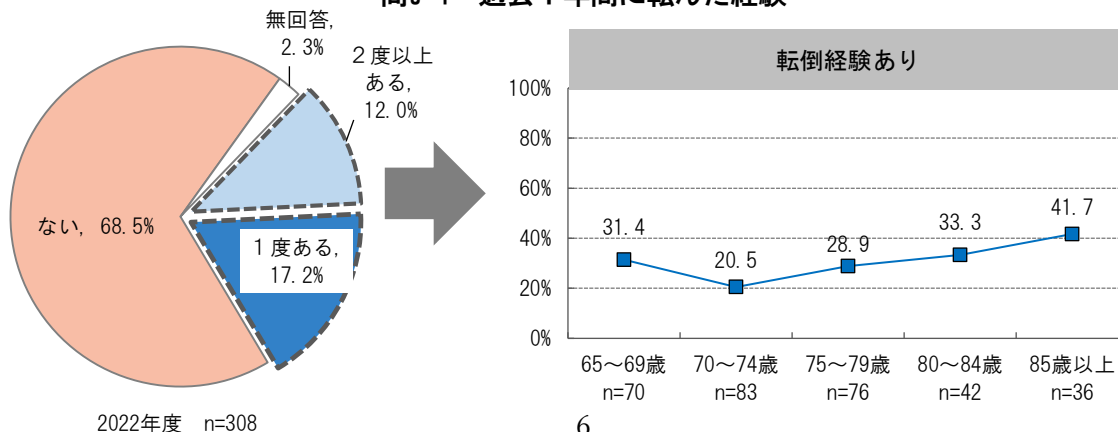 無回答,
2.3%
２度以上
ある,
12.0%
ない, 68.5%
１度ある,
17.2%
2022年度 n=308
転倒経験あり
100%
80%
60%
40%
20%
0%
31.4
20.5
28.9
33.3
41.7
65～69歳 70～74歳 75～79歳 80～84歳 85歳以上
n=70 n=83 n=76 n=42 n=36
6